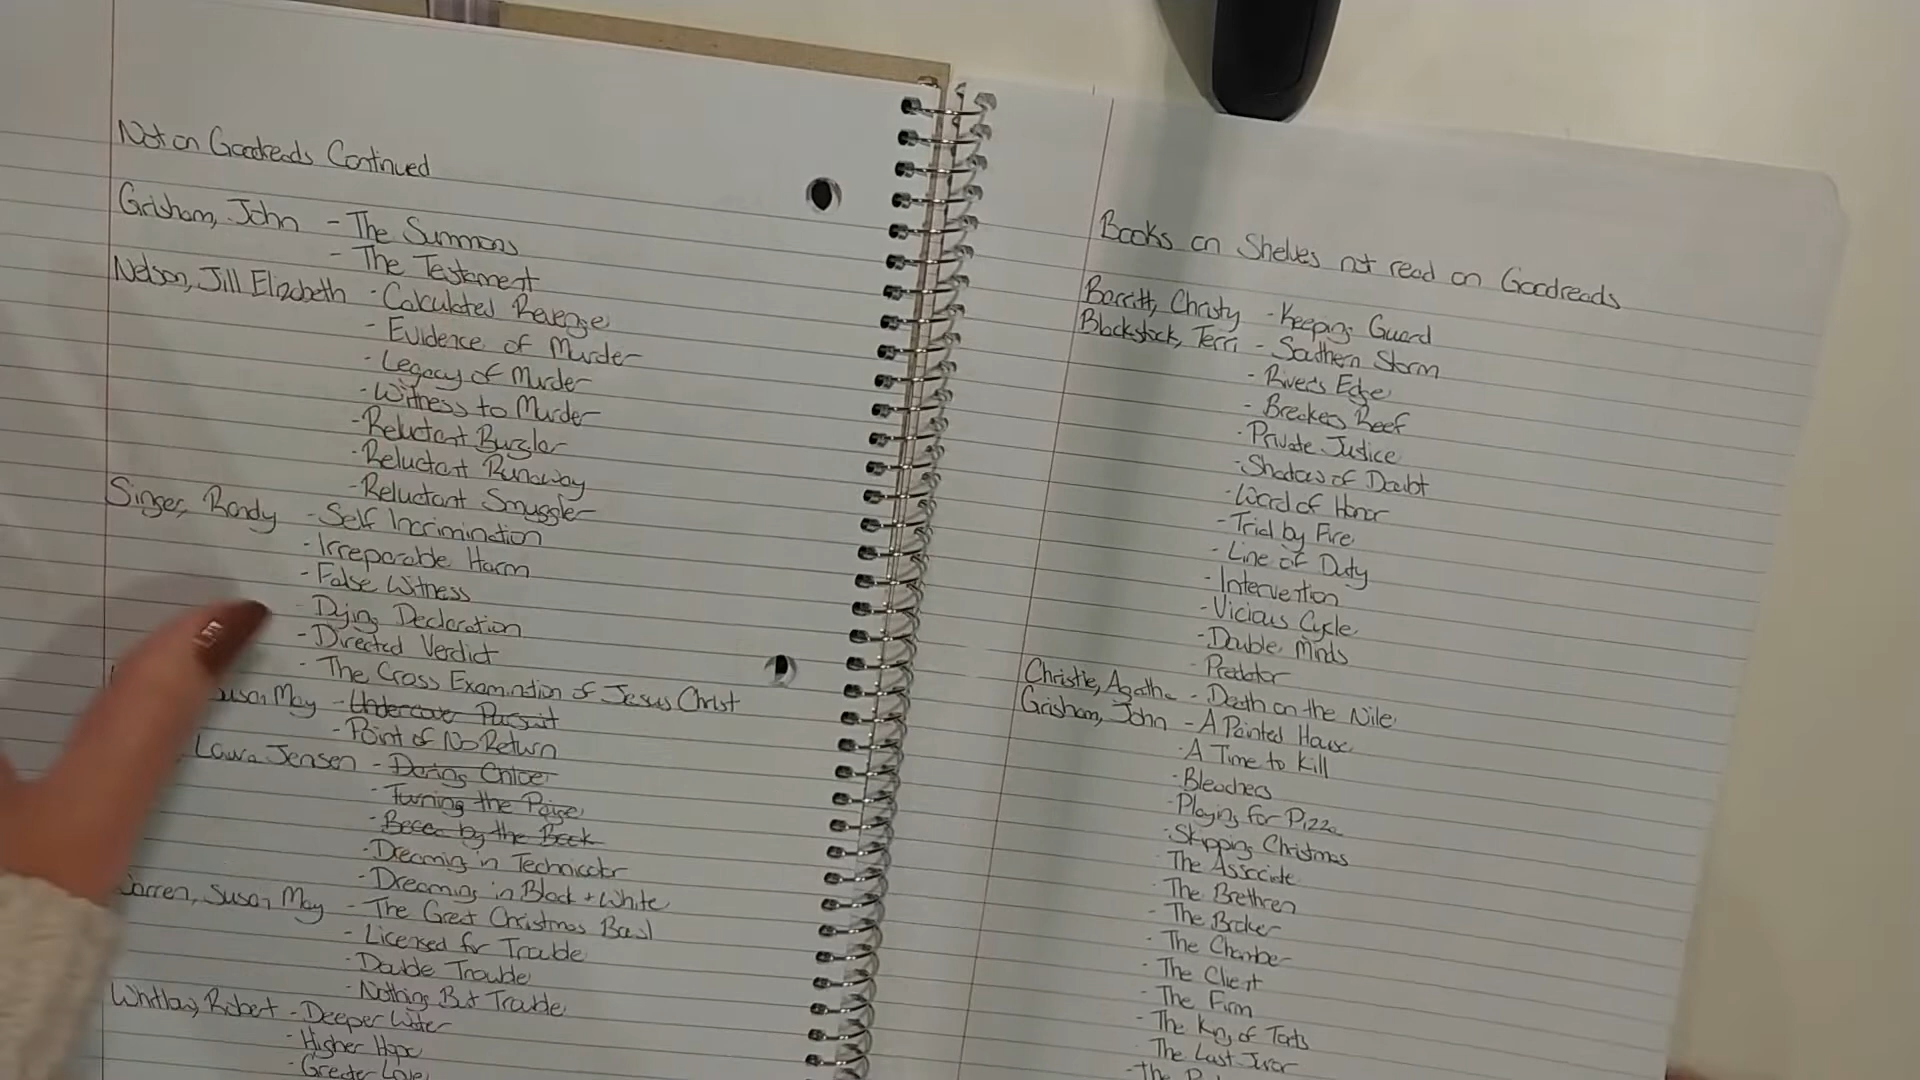 Not on Goodreads Continued
Grisham, John - The Summons
- The Testament
Nelson, Jill Elizabeth - Calculated Revenge
- Evidence of Murder
- Legacy of Murder
- Witness to Murder
- Reluctant Burglar
- Reluctant Runaway
- Reluctant Smuggler
Singer, Randy - Self Incrimination
- Irreparable Harm
- False Witness
- Dying Declaration
- Directed Verdict
- The Cross Examination of Jesus Christ
Susan May - Undercover Pursuit
- Point of No Return
Laura Jensen - Daring Chloe
- Turning the Paige
- Becca by the Book
- Dreaming in Technicolor
- Dreaming in Black + White
Warren, Susan May - The Great Christmas Bowl
- Licensed for Trouble
- Double Trouble
- Nothing But Trouble
Whitlow, Robert - Deeper Water
- Higher Hope
- Greater Love
Books on Shelves not read on Goodreads
Barritt, Christy - Keeping Guard
Blackstock, Terri - Southern Storm
- River's Edge
- Breakers Reef
- Private Justice
- Shadow of Doubt
- Word of Honor
- Trial by Fire
- Line of Duty
- Intervention
- Vicious Cycle
- Double Minds
- Predator
Christie, Agatha - Death on the Nile
Grisham, John - A Painted House
- A Time to Kill
- Bleachers
- Playing for Pizza
- Skipping Christmas
- The Associate
- The Brethren
- The Broker
- The Chamber
- The Client
- The Firm
- The King of Torts
- The Last Juror
- The